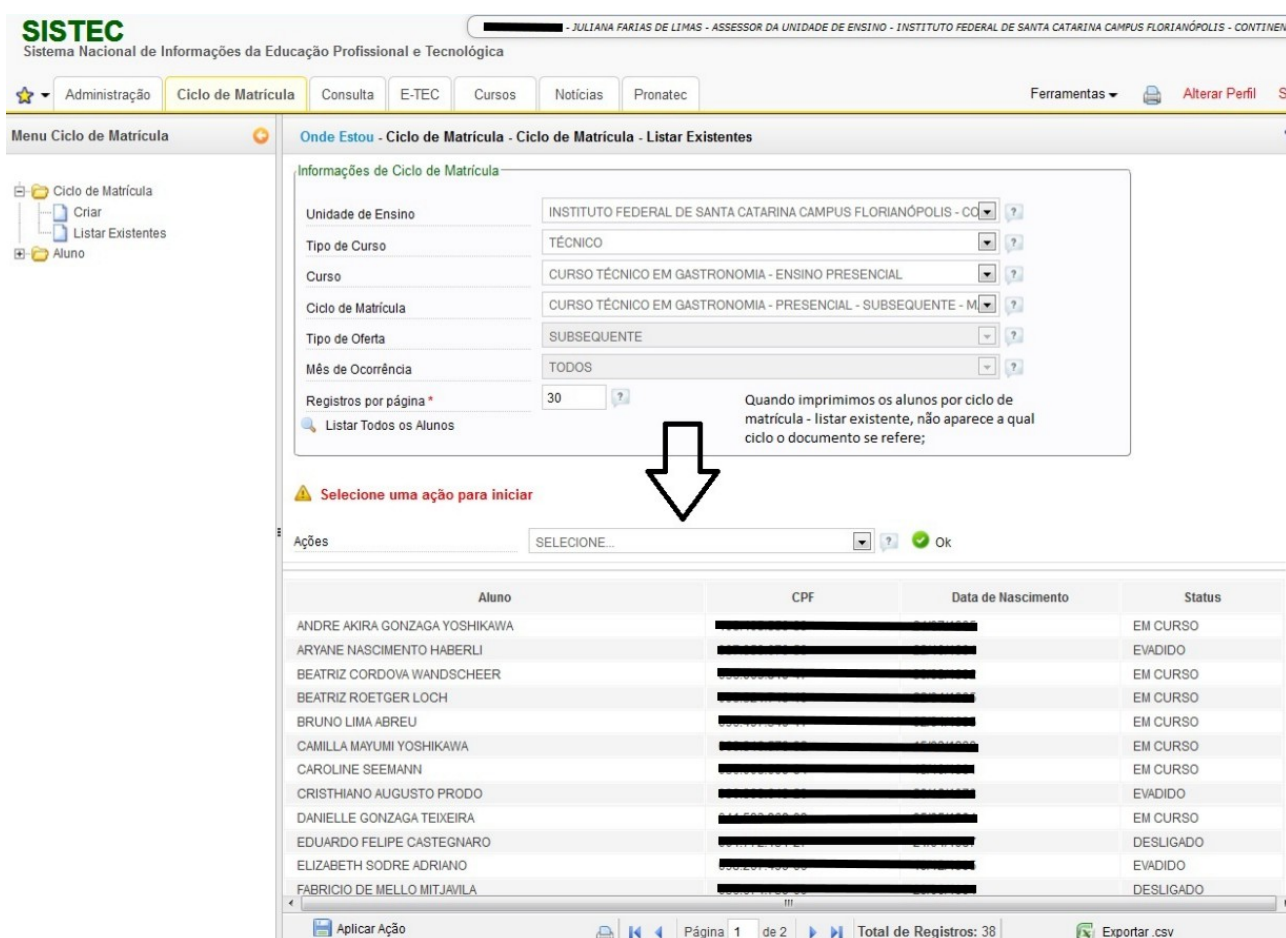 SISTEC
Sistema Nacional de Informações da Educação Profissional e Tecnológica
- JULIANA FARIAS DE LIMAS - ASSESSOR DA UNIDADE DE ENSINO - INSTITUTO FEDERAL DE SANTA CATARINA CAMPUS FLORIANÓPOLIS - CONTINEN
Administração Ciclo de Matrícula Consulta E-TEC Cursos Notícias Pronatec Ferramentas Alterar Perfil S
Menu Ciclo de Matrícula
Ciclo de Matrícula
Criar
Listar Existentes
Aluno
Onde Estou - Ciclo de Matrícula - Ciclo de Matrícula - Listar Existentes
Informações de Ciclo de Matrícula
Unidade de Ensino INSTITUTO FEDERAL DE SANTA CATARINA CAMPUS FLORIANÓPOLIS - CO
Tipo de Curso TÉCNICO
Curso CURSO TÉCNICO EM GASTRONOMIA - ENSINO PRESENCIAL
Ciclo de Matrícula CURSO TÉCNICO EM GASTRONOMIA - PRESENCIAL - SUBSEQUENTE - M
Tipo de Oferta SUBSEQUENTE
Mês de Ocorrência TODOS
Registros por página * 30
Listar Todos os Alunos
Quando imprimimos os alunos por ciclo de
matrícula - listar existente, não aparece a qual
ciclo o documento se refere;
Selecione uma ação para iniciar
Ações SELECIONE... Ok
Aluno CPF Data de Nascimento Status
ANDRE AKIRA GONZAGA YOSHIKAWA EM CURSO
ARYANE NASCIMENTO HABERLI EVADIDO
BEATRIZ CORDOVA WANDSCHEER EM CURSO
BEATRIZ ROETGER LOCH EM CURSO
BRUNO LIMA ABREU EM CURSO
CAMILLA MAYUMI YOSHIKAWA EM CURSO
CAROLINE SEEMANN EM CURSO
CRISTHIANO AUGUSTO PRODO EVADIDO
DANIELLE GONZAGA TEIXEIRA EM CURSO
EDUARDO FELIPE CASTEGNARO DESLIGADO
ELIZABETH SODRE ADRIANO EVADIDO
FABRICIO DE MELLO MITJAVILA DESLIGADO
Aplicar Ação Página 1 de 2 Total de Registros: 38 Exportar .csv